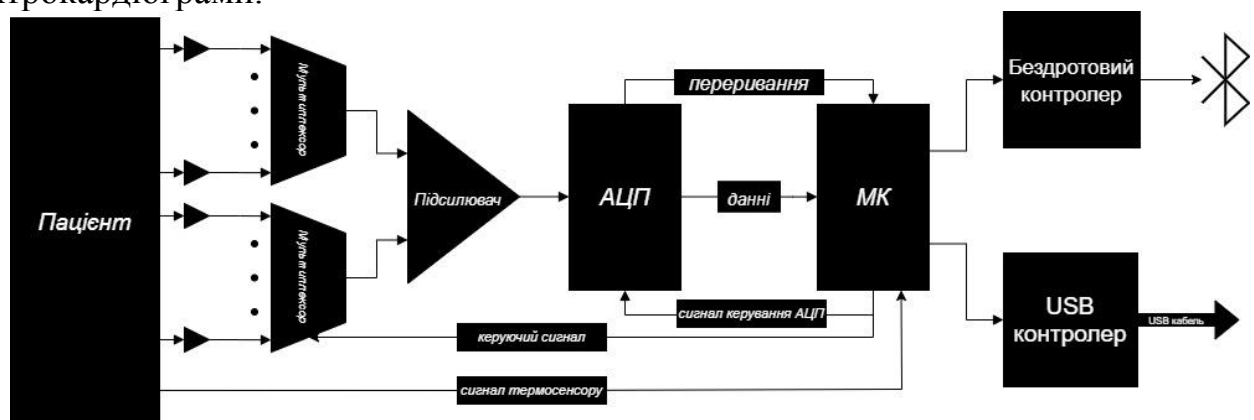 трокардіограми.
Пацієнт
Мультиплексор
Мультиплексор
Підсилювач
АЦП
переривання
данні
сигнал керування АЦП
керуючий сигнал
сигнал термосенсору
МК
Бездротовий
контролер
USB
контролер
USB кабель